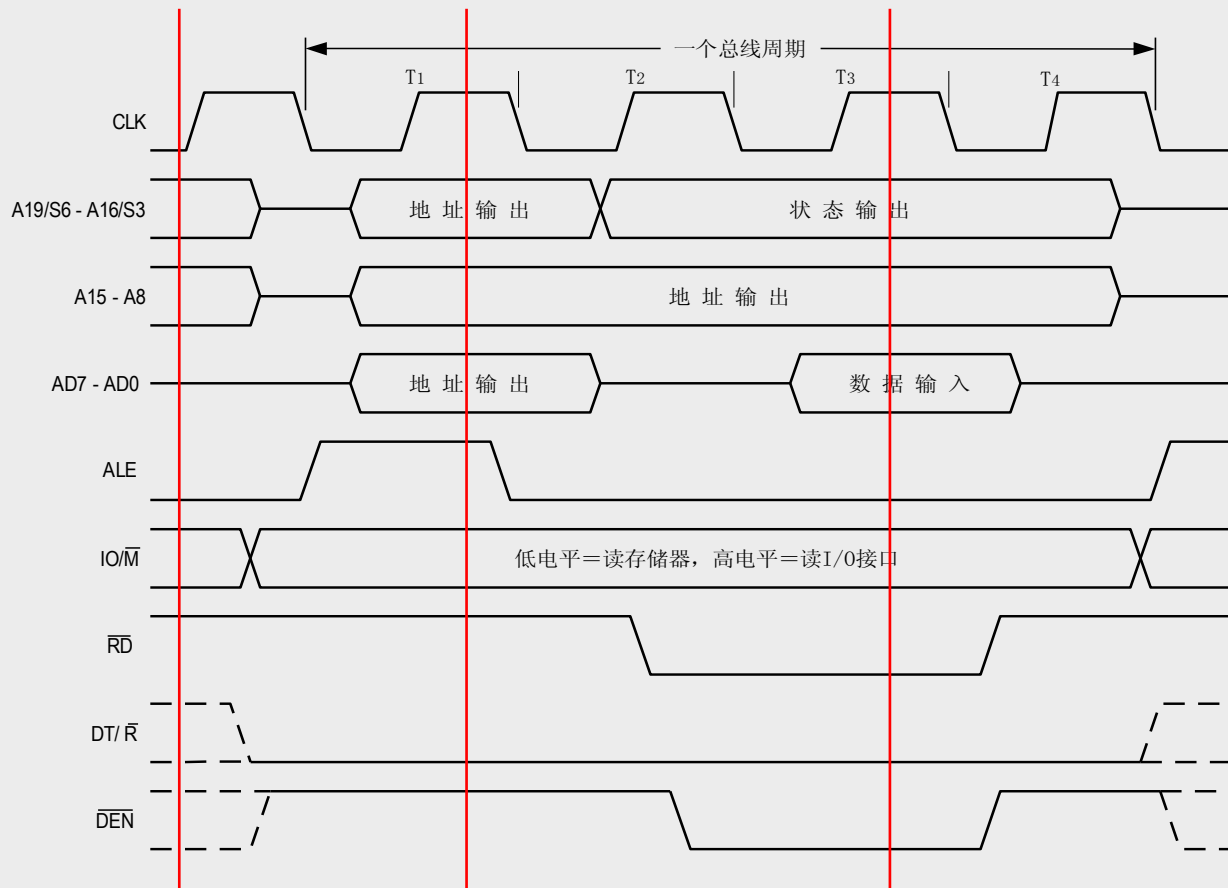 一个总线周期
T1 T2 T3 T4
CLK
A19/S6 - A16/S3 地址输出 状态输出
A15 - A8 地址输出
AD7 - AD0 地址输出 数据输入
ALE
IO/M̅ 低电平＝读存储器，高电平＝读I/O接口
R̅D̅
DT/ R̅
D̅E̅N̅